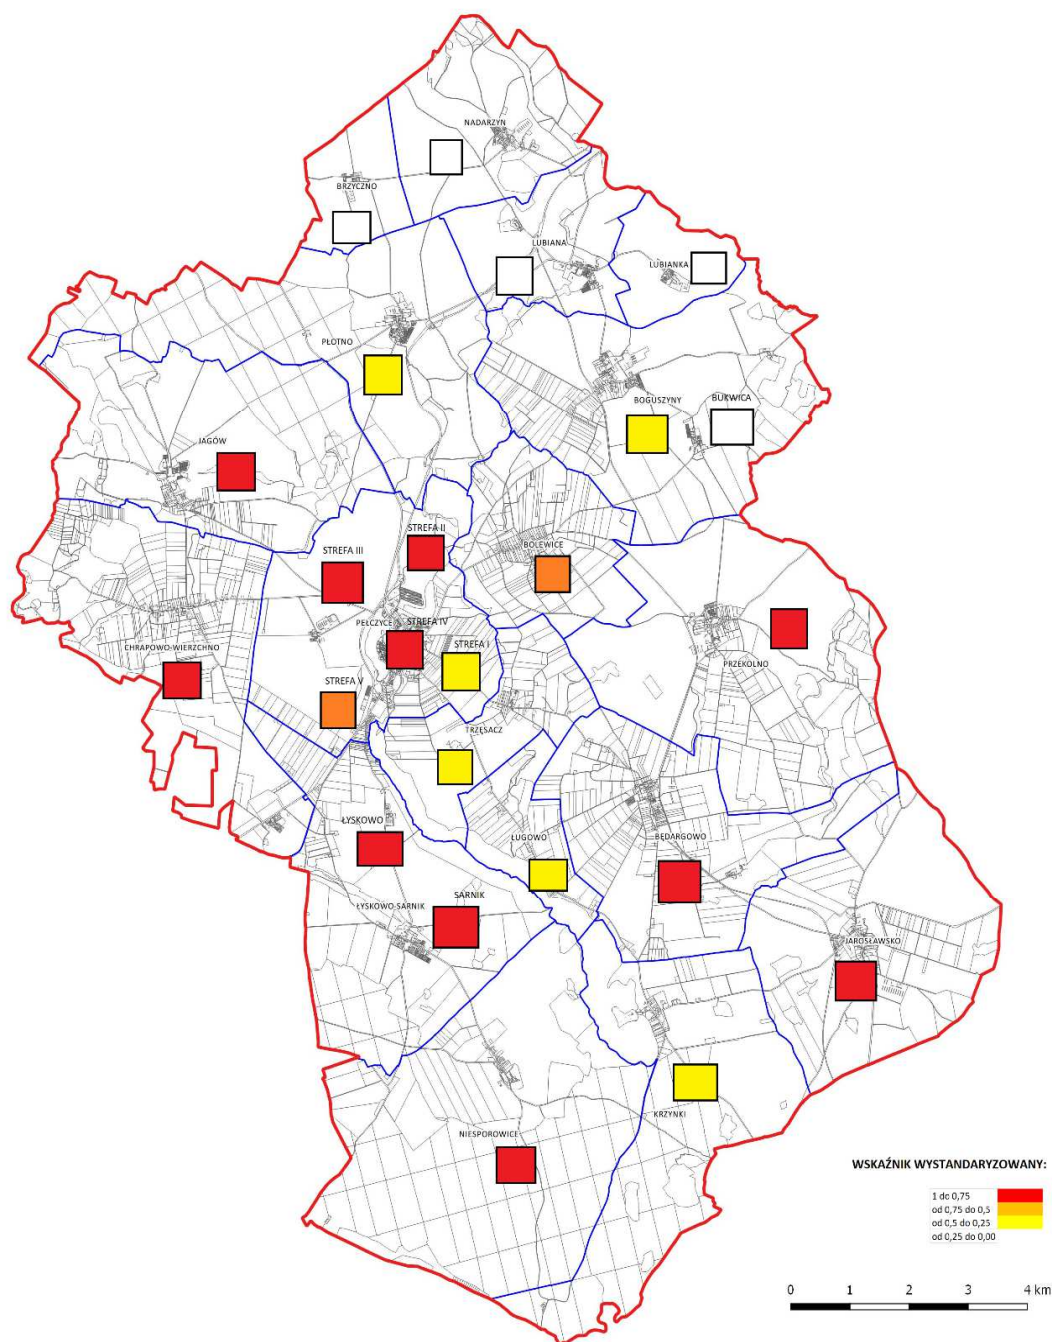 NADARZYN
BRZYCZNO
LUBIANA
LUBIANKA
PŁOTNO
BOGUSZYNY
BUKWICA
JAGÓW
STREFA II
STREFA III
BOLEWICE
PEŁCZYCE
STREFA IV
STREFA I
CHRAPOWO-WIERZCHNO
PRZEKOLNO
STREFA V
TRZĘSACZ
ŁYSKOWO
ŁUGOWO
BĘDARGOWO
SARNIK
ŁYSKOWO-SARNIK
JAROSŁAWSKO
KRZYNKI
NIESPOROWICE
WSKAŹNIK WYSTANDARYZOWANY:
1 do 0,75
od 0,75 do 0,5
od 0,5 do 0,25
od 0,25 do 0,00
0 1 2 3 4 km